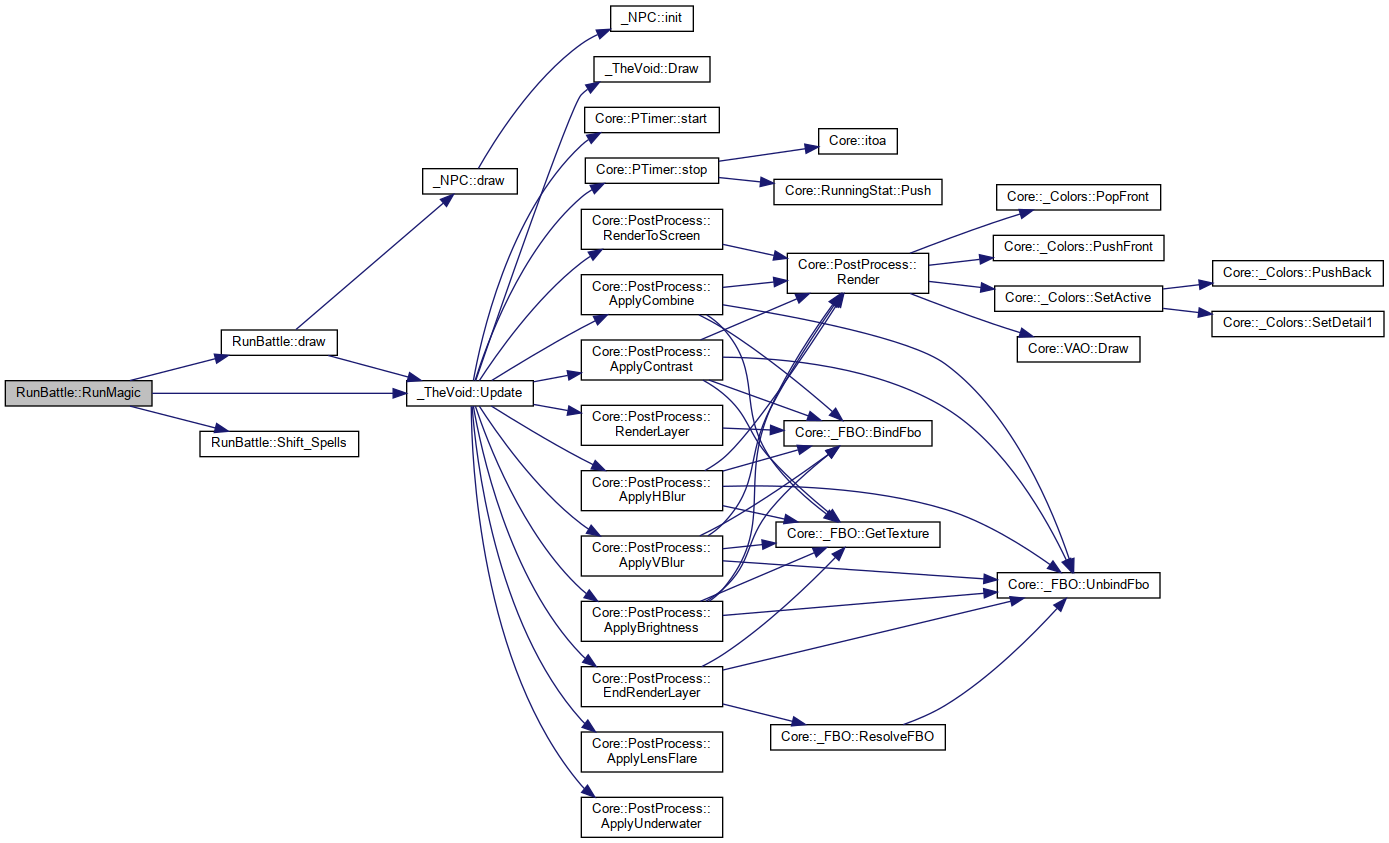 _NPC::init
_TheVoid::Draw
Core::PTimer::start
Core::itoa
Core::PTimer::stop
_NPC::draw
Core::RunningStat::Push
Core::_Colors::PopFront
Core::PostProcess::
RenderToScreen
Core::_Colors::PushFront
Core::PostProcess::
Render
Core::_Colors::PushBack
Core::PostProcess::
ApplyCombine
Core::_Colors::SetActive
Core::_Colors::SetDetail1
RunBattle::draw
Core::VAO::Draw
Core::PostProcess::
ApplyContrast
RunBattle::RunMagic
_TheVoid::Update
Core::PostProcess::
RenderLayer
Core::_FBO::BindFbo
RunBattle::Shift_Spells
Core::PostProcess::
ApplyHBlur
Core::_FBO::GetTexture
Core::PostProcess::
ApplyVBlur
Core::_FBO::UnbindFbo
Core::PostProcess::
ApplyBrightness
Core::PostProcess::
EndRenderLayer
Core::_FBO::ResolveFBO
Core::PostProcess::
ApplyLensFlare
Core::PostProcess::
ApplyUnderwater